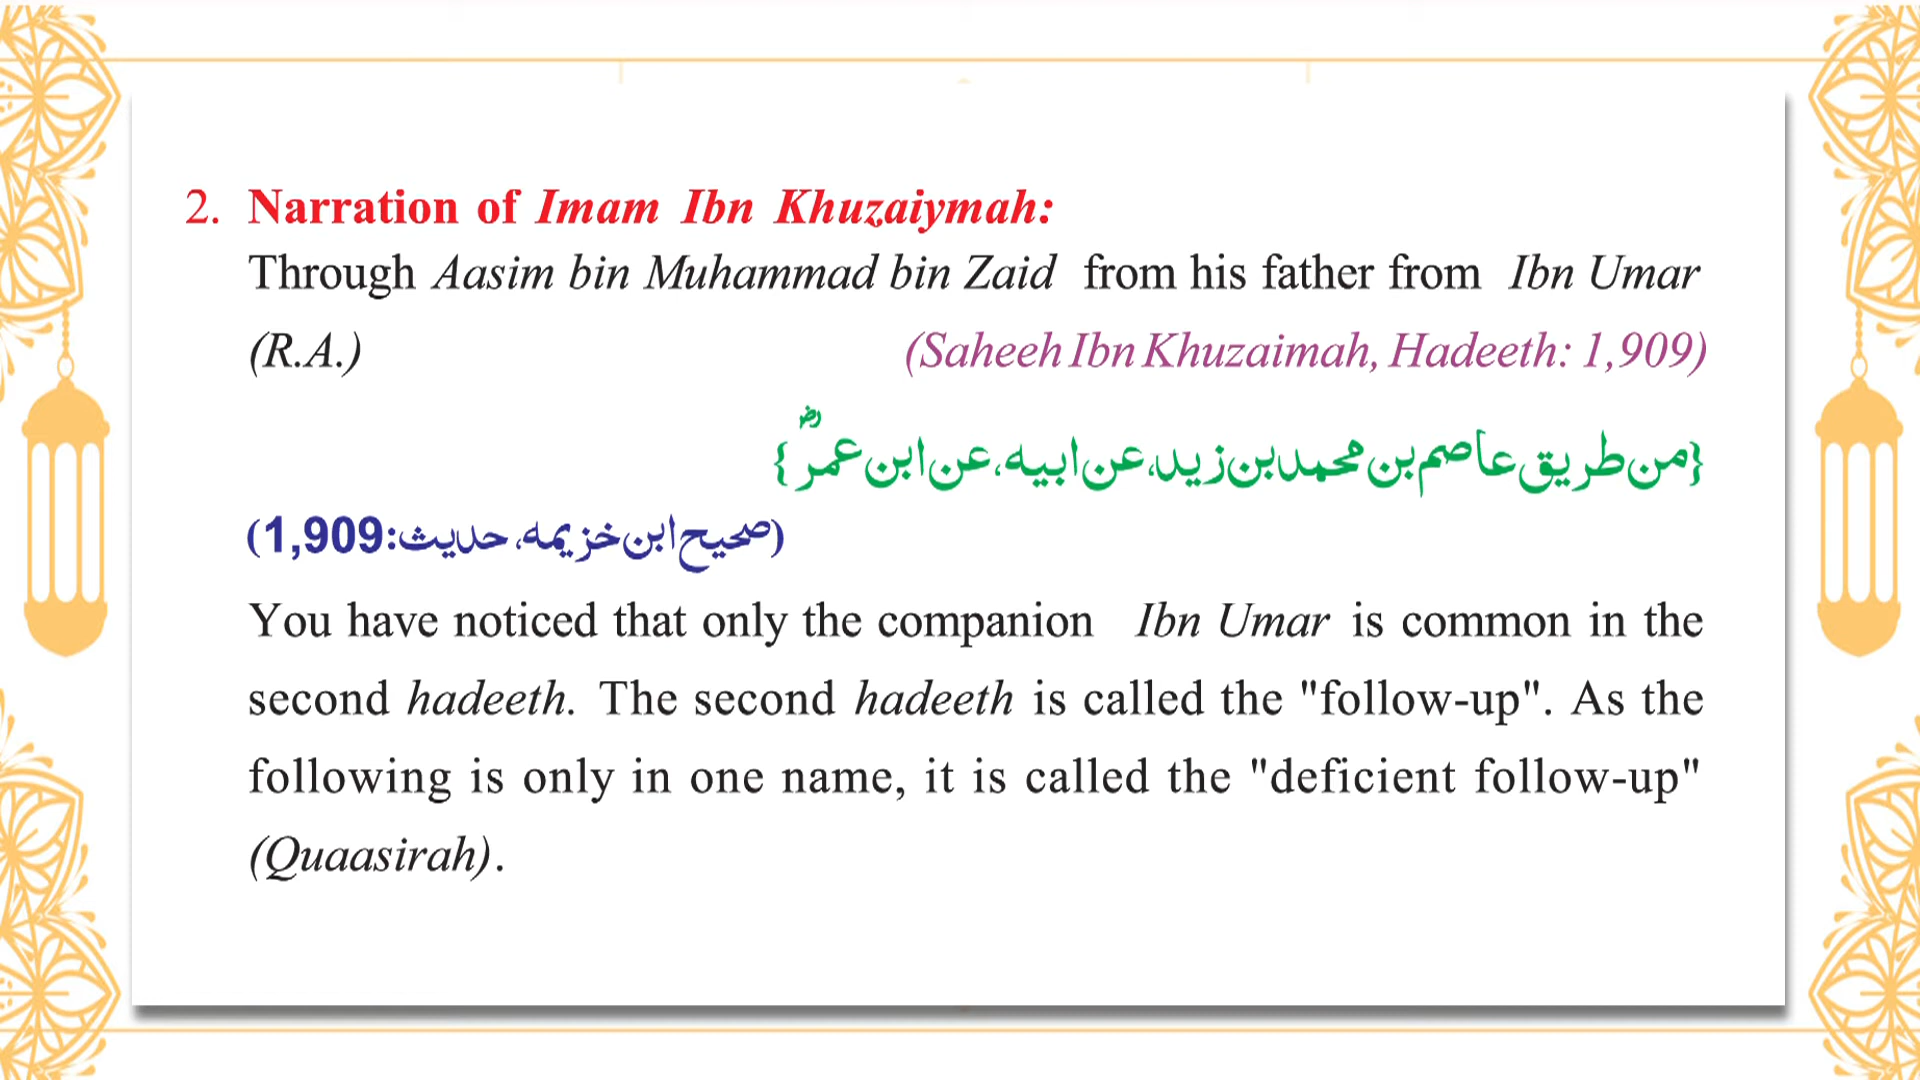 2. Narration of Imam Ibn Khuzaiymah:
Through Aasim bin Muhammad bin Zaid from his father from Ibn Umar
(R.A.) (Saheeh Ibn Khuzaimah, Hadeeth: 1,909)
{من طريق عاصم بن محمد بن زيد، عن ابيه، عن ابن عمرؓ}
(صحیح ابن خزیمہ، حدیث: 1,909)
You have noticed that only the companion Ibn Umar is common in the
second hadeeth. The second hadeeth is called the "follow-up". As the
following is only in one name, it is called the "deficient follow-up"
(Quaasirah).